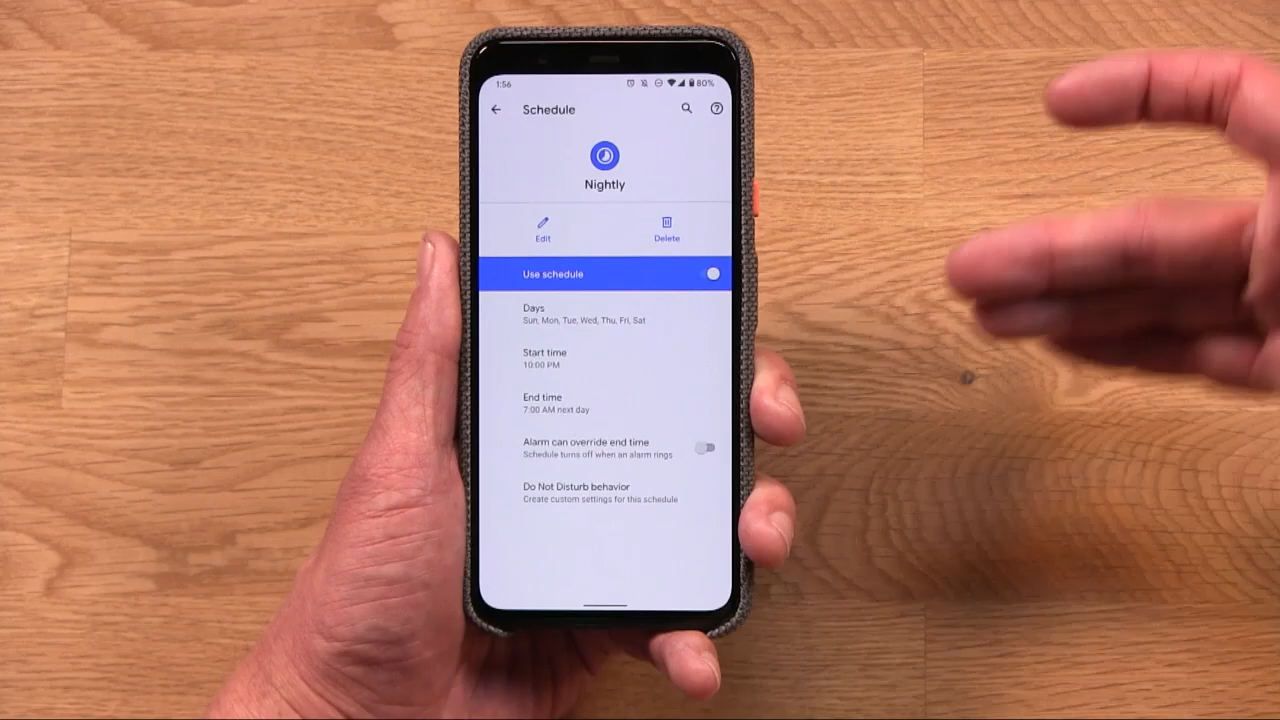 1:56 80%
Schedule
Nightly
Edit Delete
Use schedule
Days
Sun, Mon, Tue, Wed, Thu, Fri, Sat
Start time
10:00 PM
End time
7:00 AM next day
Alarm can override end time
Schedule turns off when an alarm rings
Do Not Disturb behavior
Create custom settings for this schedule